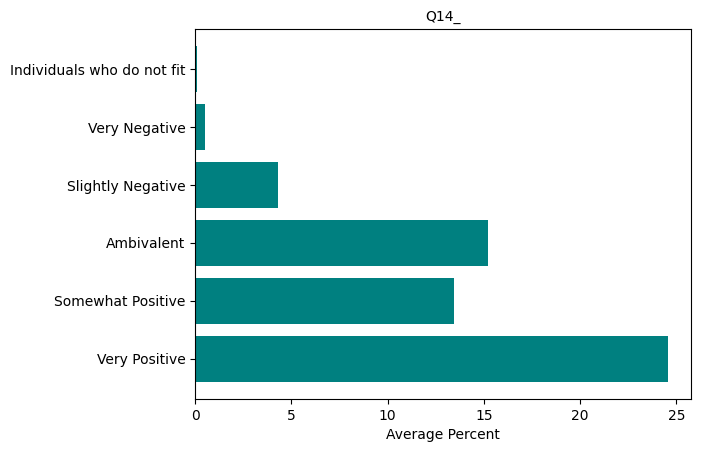 Q14_
Individuals who do not fit
Very Negative
Slightly Negative
Ambivalent
Somewhat Positive
Very Positive
0 5 10 15 20 25
Average Percent